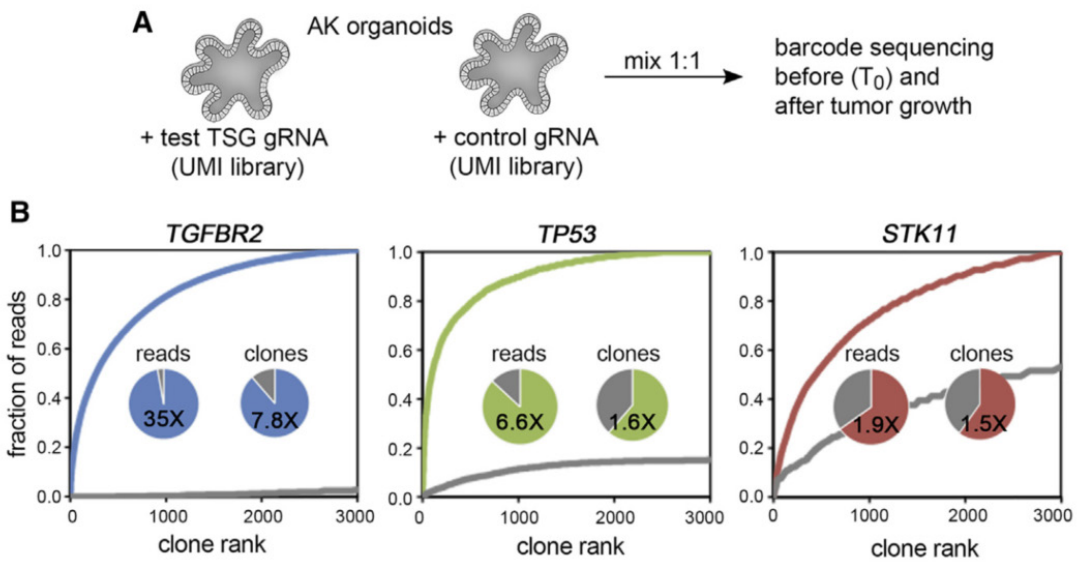 A
AK organoids
+ test TSG gRNA
(UMI library)
+ control gRNA
(UMI library)
mix 1:1
barcode sequencing
before (T₀) and
after tumor growth
B
TGFBR2
fraction of reads
1.0
0.8
0.6
0.4
0.2
0.0
reads
clones
35X
7.8X
0
1000
2000
3000
clone rank
TP53
1.0
0.8
0.6
0.4
0.2
0.0
reads
clones
6.6X
1.6X
0
1000
2000
3000
clone rank
STK11
1.0
0.8
0.6
0.4
0.2
0.0
reads
clones
1.9X
1.5X
0
1000
2000
3000
clone rank